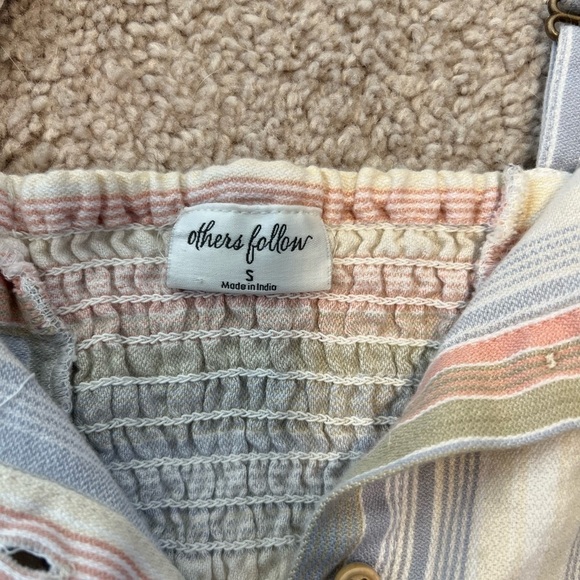 others follow
S
Made in India